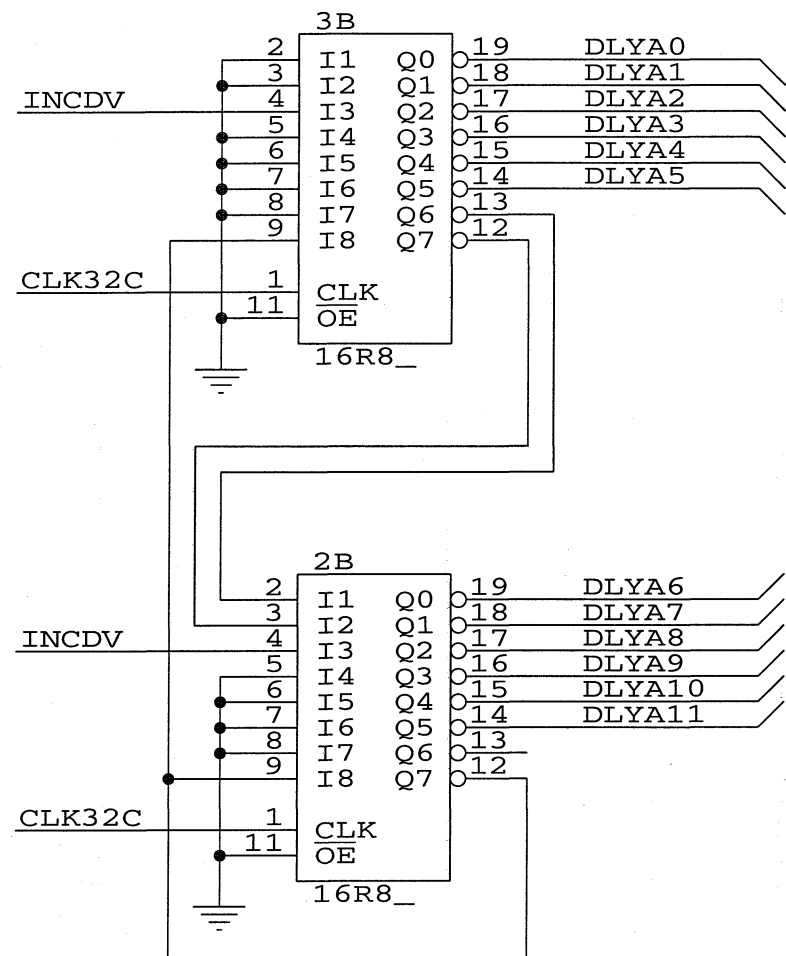 3B
2 I1 Q0 19 DLYA0
3 I2 Q1 18 DLYA1
INCDV 4 I3 Q2 17 DLYA2
5 I4 Q3 16 DLYA3
6 I5 Q4 15 DLYA4
7 I6 Q5 14 DLYA5
8 I7 Q6 13
9 I8 Q7 12
CLK32C 1 CLK
11 OE
16R8_
2B
2 I1 Q0 19 DLYA6
3 I2 Q1 18 DLYA7
INCDV 4 I3 Q2 17 DLYA8
5 I4 Q3 16 DLYA9
6 I5 Q4 15 DLYA10
7 I6 Q5 14 DLYA11
8 I7 Q6 13
9 I8 Q7 12
CLK32C 1 CLK
11 OE
16R8_